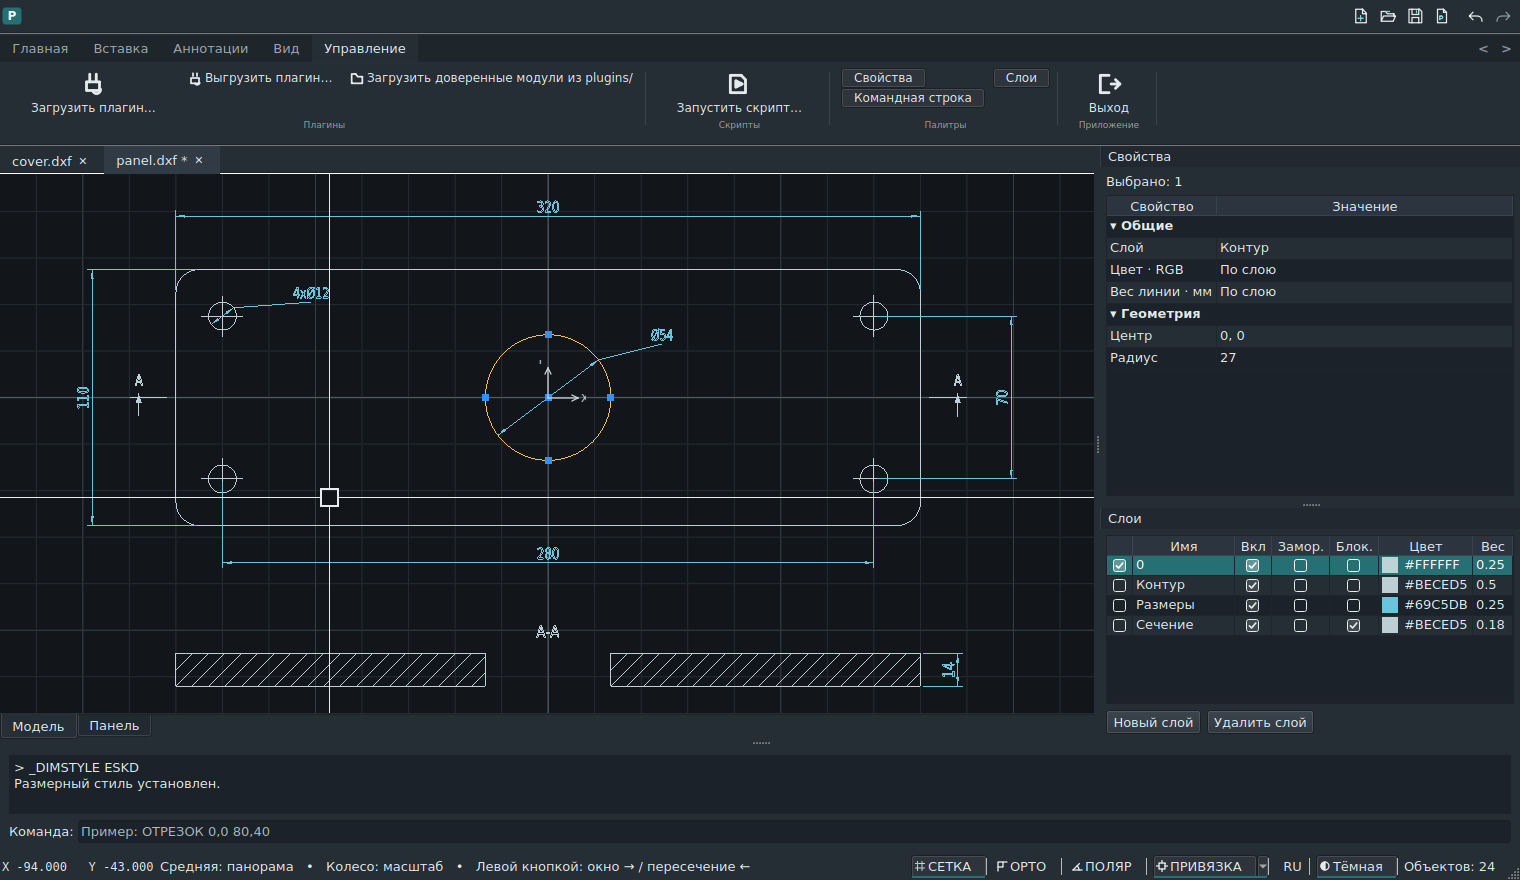 P
Главная Вставка Аннотации Вид Управление < >
Загрузить плагин...
Выгрузить плагин... Загрузить доверенные модули из plugins/
Плагины
Запустить скрипт...
Скрипты
Свойства Слои
Командная строка
Палитры
Выход
Приложение
cover.dxf × panel.dxf * ×
320
4xØ12
Ø54
110
A
A
70
X
280
A-A
14
Модель Панель
Свойства
Выбрано: 1
Свойство Значение
▾ Общие
Слой Контур
Цвет · RGB По слою
Вес линии · мм По слою
▾ Геометрия
Центр 0, 0
Радиус 27
Слои
Имя Вкл Замор. Блок. Цвет Вес
0 #FFFFFF 0.25
Контур #BECED5 0.5
Размеры #69C5DB 0.25
Сечение #BECED5 0.18
Новый слой Удалить слой
> _DIMSTYLE ESKD
Размерный стиль установлен.
Команда: Пример: ОТРЕЗОК 0,0 80,40
X -94.000 Y -43.000 Средняя: панорама • Колесо: масштаб • Левой кнопкой: окно → / пересечение ← СЕТКА ОРТО ПОЛЯР ПРИВЯЗКА RU Тёмная Объектов: 24